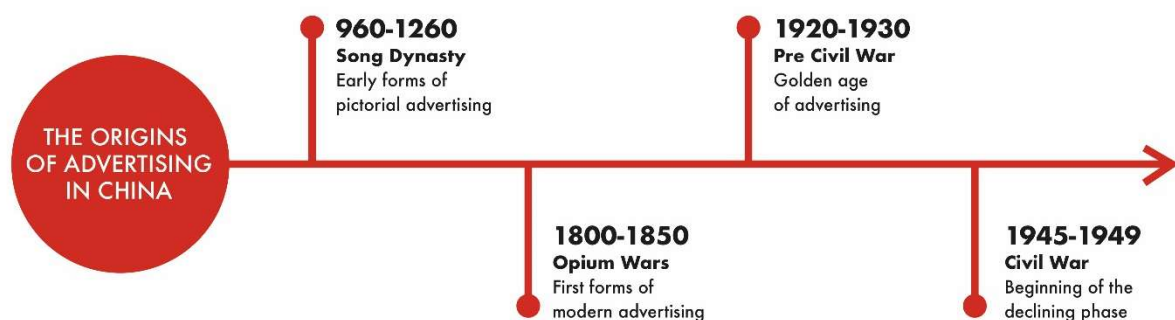 THE ORIGINS
OF ADVERTISING
IN CHINA
960-1260
Song Dynasty
Early forms of
pictorial advertising
1800-1850
Opium Wars
First forms of
modern advertising
1920-1930
Pre Civil War
Golden age
of advertising
1945-1949
Civil War
Beginning of the
declining phase